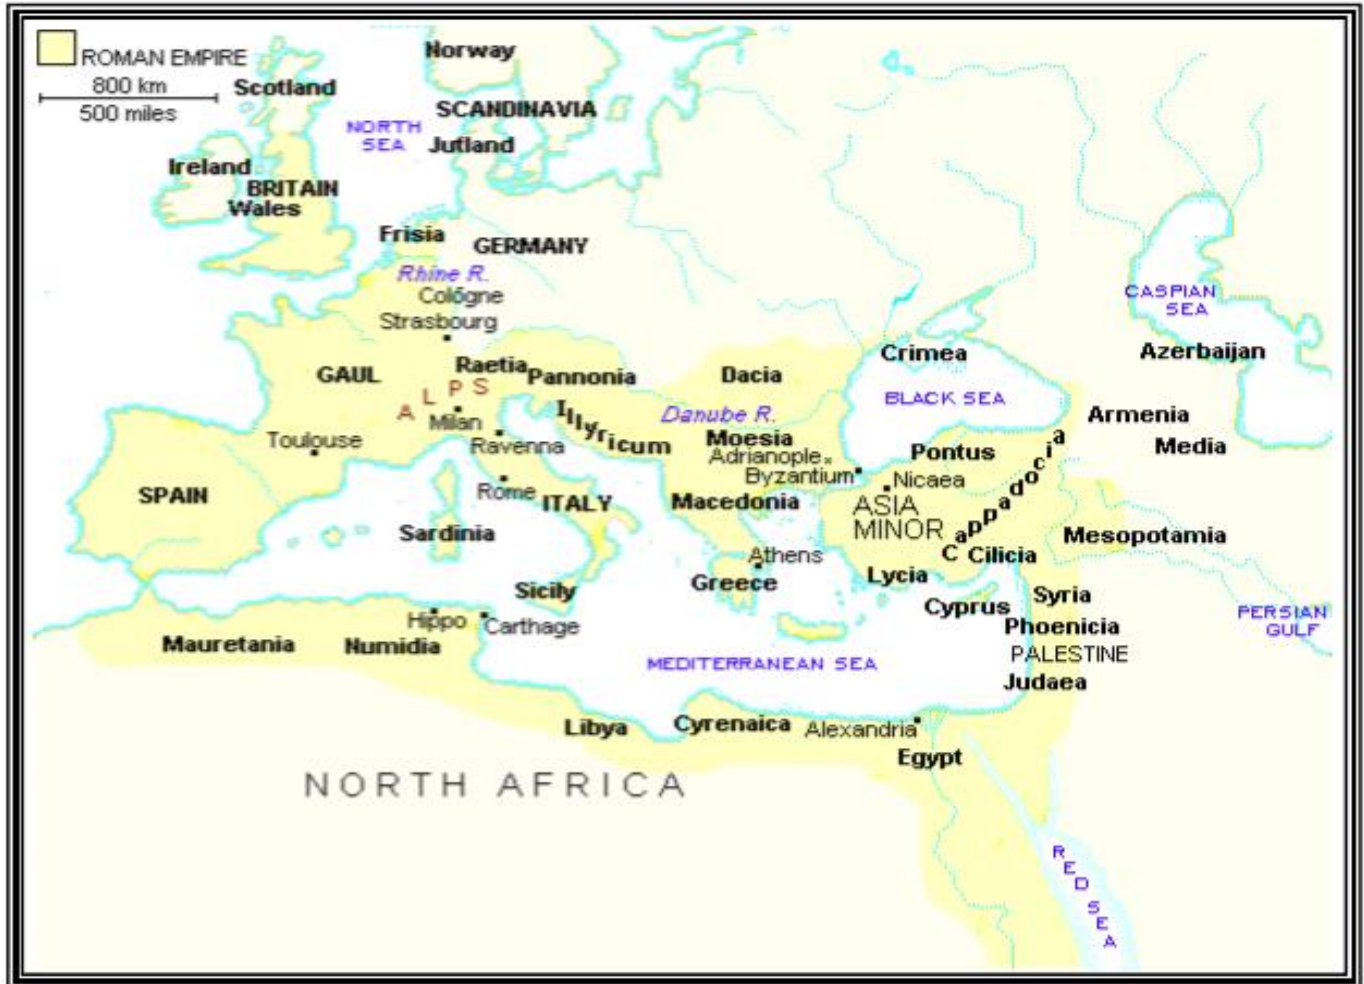 ROMAN EMPIRE
800 km
500 miles
Norway
Scotland
SCANDINAVIA
NORTH
SEA
Jutland
Ireland
BRITAIN
Wales
Frisia
GERMANY
Rhine R.
Cologne
Strasbourg
CASPIAN
SEA
Crimea
Azerbaijan
GAUL
Raetia
Pannonia
Dacia
ALPS
BLACK SEA
Milan
Illyricum
Danube R.
Armenia
Toulouse
Ravenna
Moesia
Adrianople
Byzantium
Pontus
Media
Nicaea
SPAIN
Rome
ITALY
Macedonia
ASIA
MINOR
Cappadocia
Sardinia
Mesopotamia
Athens
Cilicia
Sicily
Greece
Lycia
Cyprus
Syria
Hippo
Carthage
Phoenicia
PERSIAN
GULF
Mauretania
Numidia
MEDITERRANEAN SEA
PALESTINE
Judaea
Libya
Cyrenaica
Alexandria
Egypt
NORTH AFRICA
RED SEA